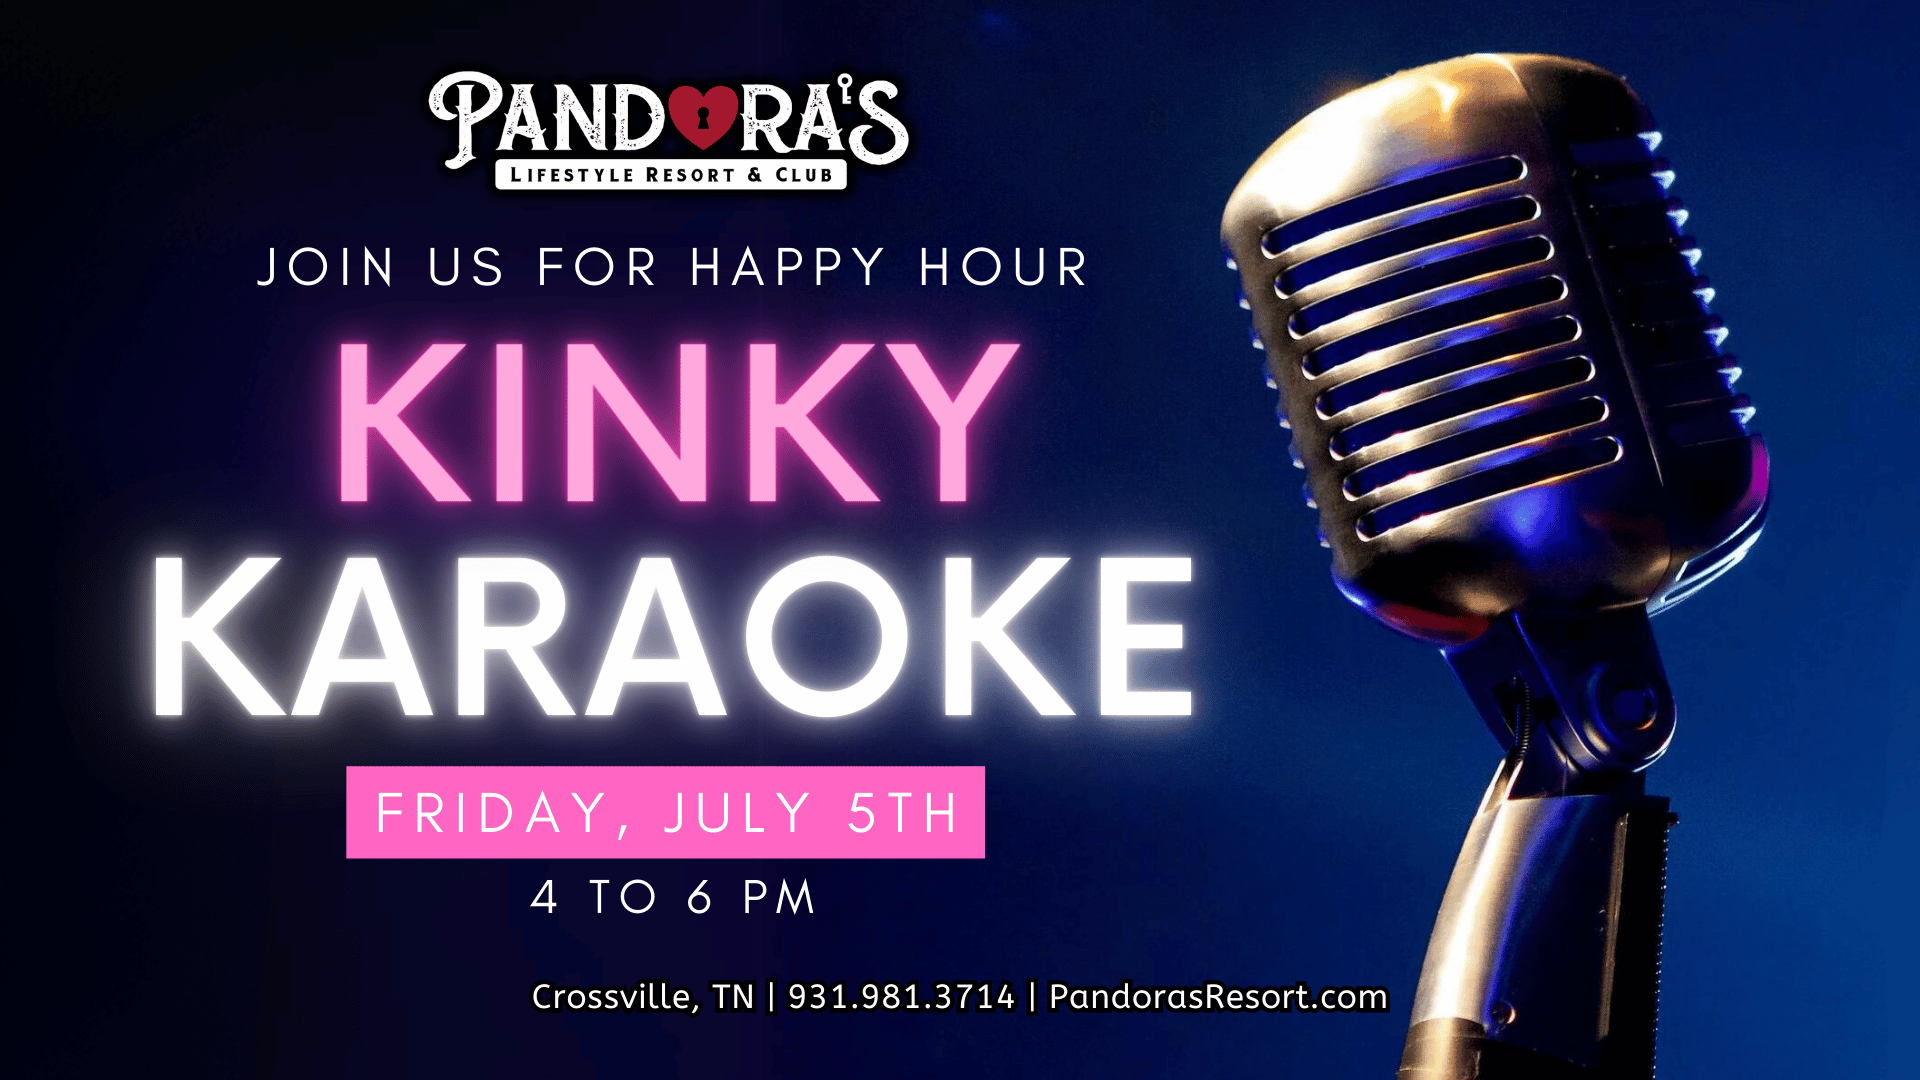 PANDORA'S
LIFESTYLE RESORT & CLUB
JOIN US FOR HAPPY HOUR
KINKY
KARAOKE
FRIDAY, JULY 5TH
4 TO 6 PM
Crossville, TN | 931.981.3714 | PandorasResort.com